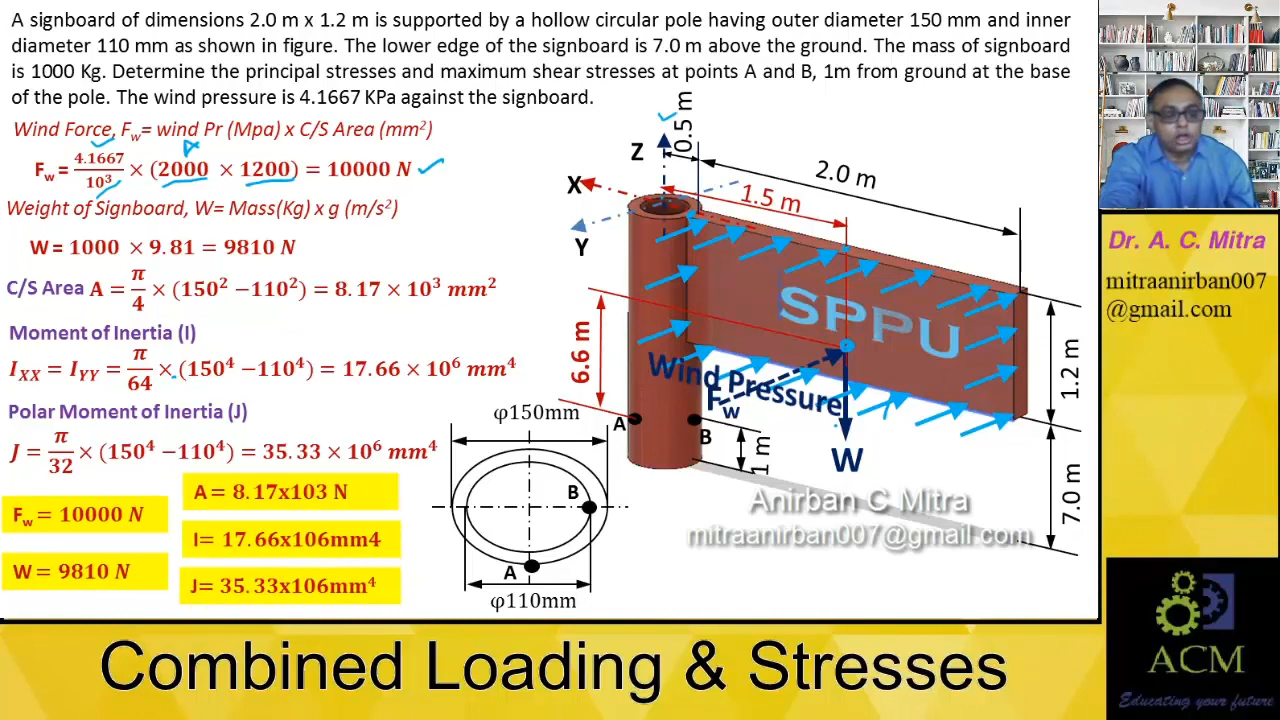 A signboard of dimensions 2.0 m x 1.2 m is supported by a hollow circular pole having outer diameter 150 mm and inner
diameter 110 mm as shown in figure. The lower edge of the signboard is 7.0 m above the ground. The mass of signboard
is 1000 Kg. Determine the principal stresses and maximum shear stresses at points A and B, 1m from ground at the base
of the pole. The wind pressure is 4.1667 KPa against the signboard.
Wind Force, Fw= wind Pr (Mpa) x C/S Area (mm²)
Fw = 4.1667/10³ × (2000 × 1200) = 10000 N
Weight of Signboard, W= Mass(Kg) x g (m/s²)
W = 1000 × 9.81 = 9810 N
C/S Area A = π/4 × (150² −110²) = 8.17 × 10³ mm²
Moment of Inertia (I)
I_XX = I_YY = π/64 × (150⁴ −110⁴) = 17.66 × 10⁶ mm⁴
Polar Moment of Inertia (J)
J = π/32 × (150⁴ −110⁴) = 35.33 × 10⁶ mm⁴
Fw = 10000 N
W = 9810 N
A = 8.17x103 N
I= 17.66x106mm4
J= 35.33x106mm⁴
φ150mm
B
A
φ110mm
Z
X
Y
0.5 m
2.0 m
1.5 m
SPPU
6.6 m
Wind Pressure
Fw
A
B
1 m
W
1.2 m
7.0 m
Anirban C Mitra
mitraanirban007@gmail.com
Dr. A. C. Mitra
mitraanirban007
@gmail.com
ACM
Educating your future
Combined Loading & Stresses